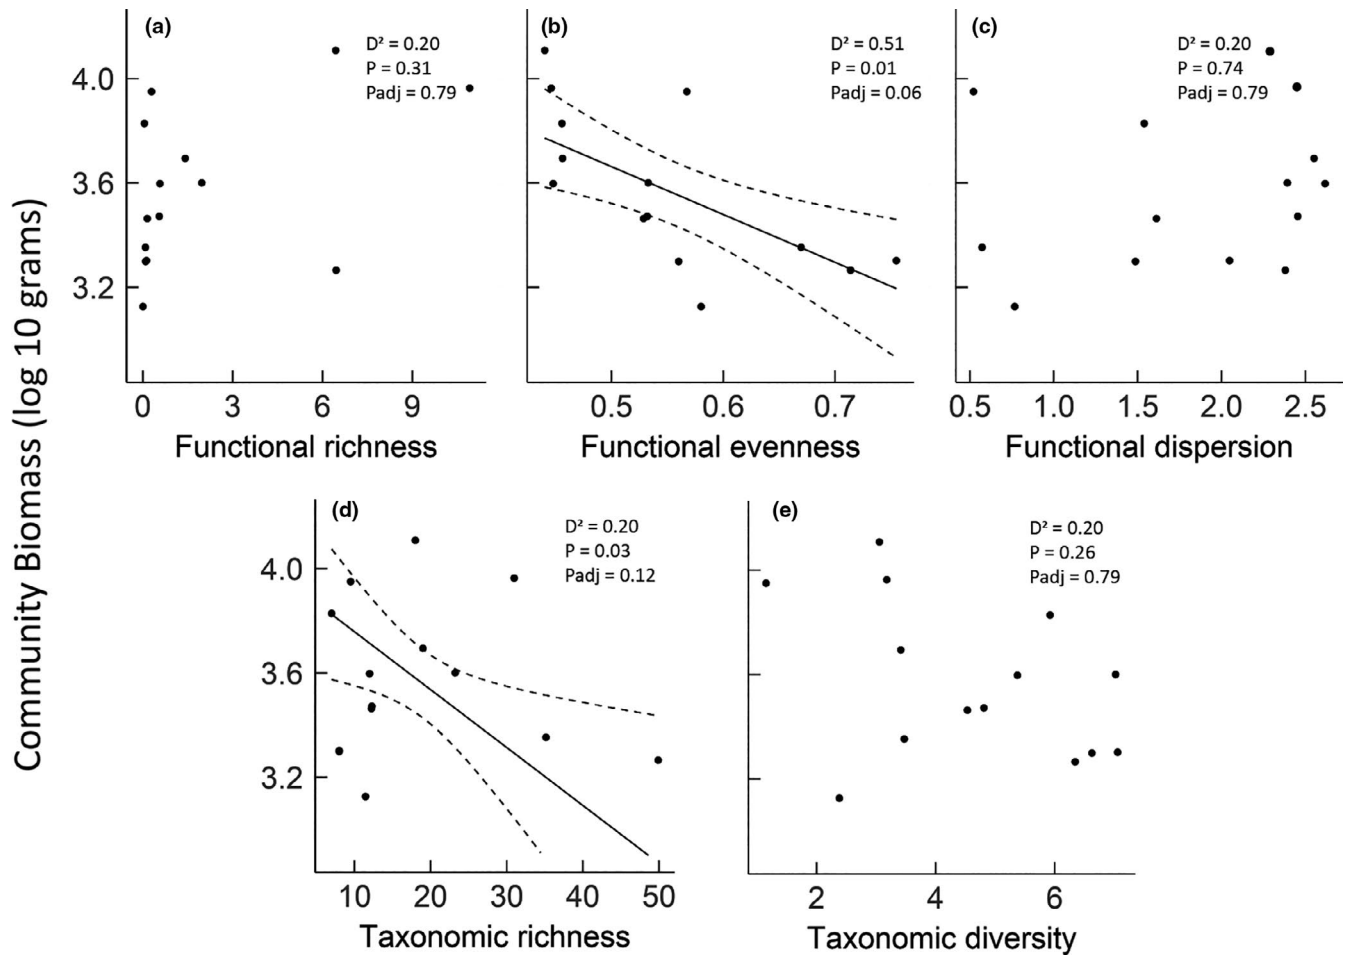 Community Biomass (log 10 grams)
(a)
D² = 0.20
P = 0.31
Padj = 0.79
4.0
3.6
3.2
0 3 6 9
Functional richness
(b)
D² = 0.51
P = 0.01
Padj = 0.06
0.5 0.6 0.7
Functional evenness
(c)
D² = 0.20
P = 0.74
Padj = 0.79
0.5 1.0 1.5 2.0 2.5
Functional dispersion
(d)
D² = 0.20
P = 0.03
Padj = 0.12
4.0
3.6
3.2
10 20 30 40 50
Taxonomic richness
(e)
D² = 0.20
P = 0.26
Padj = 0.79
2 4 6
Taxonomic diversity